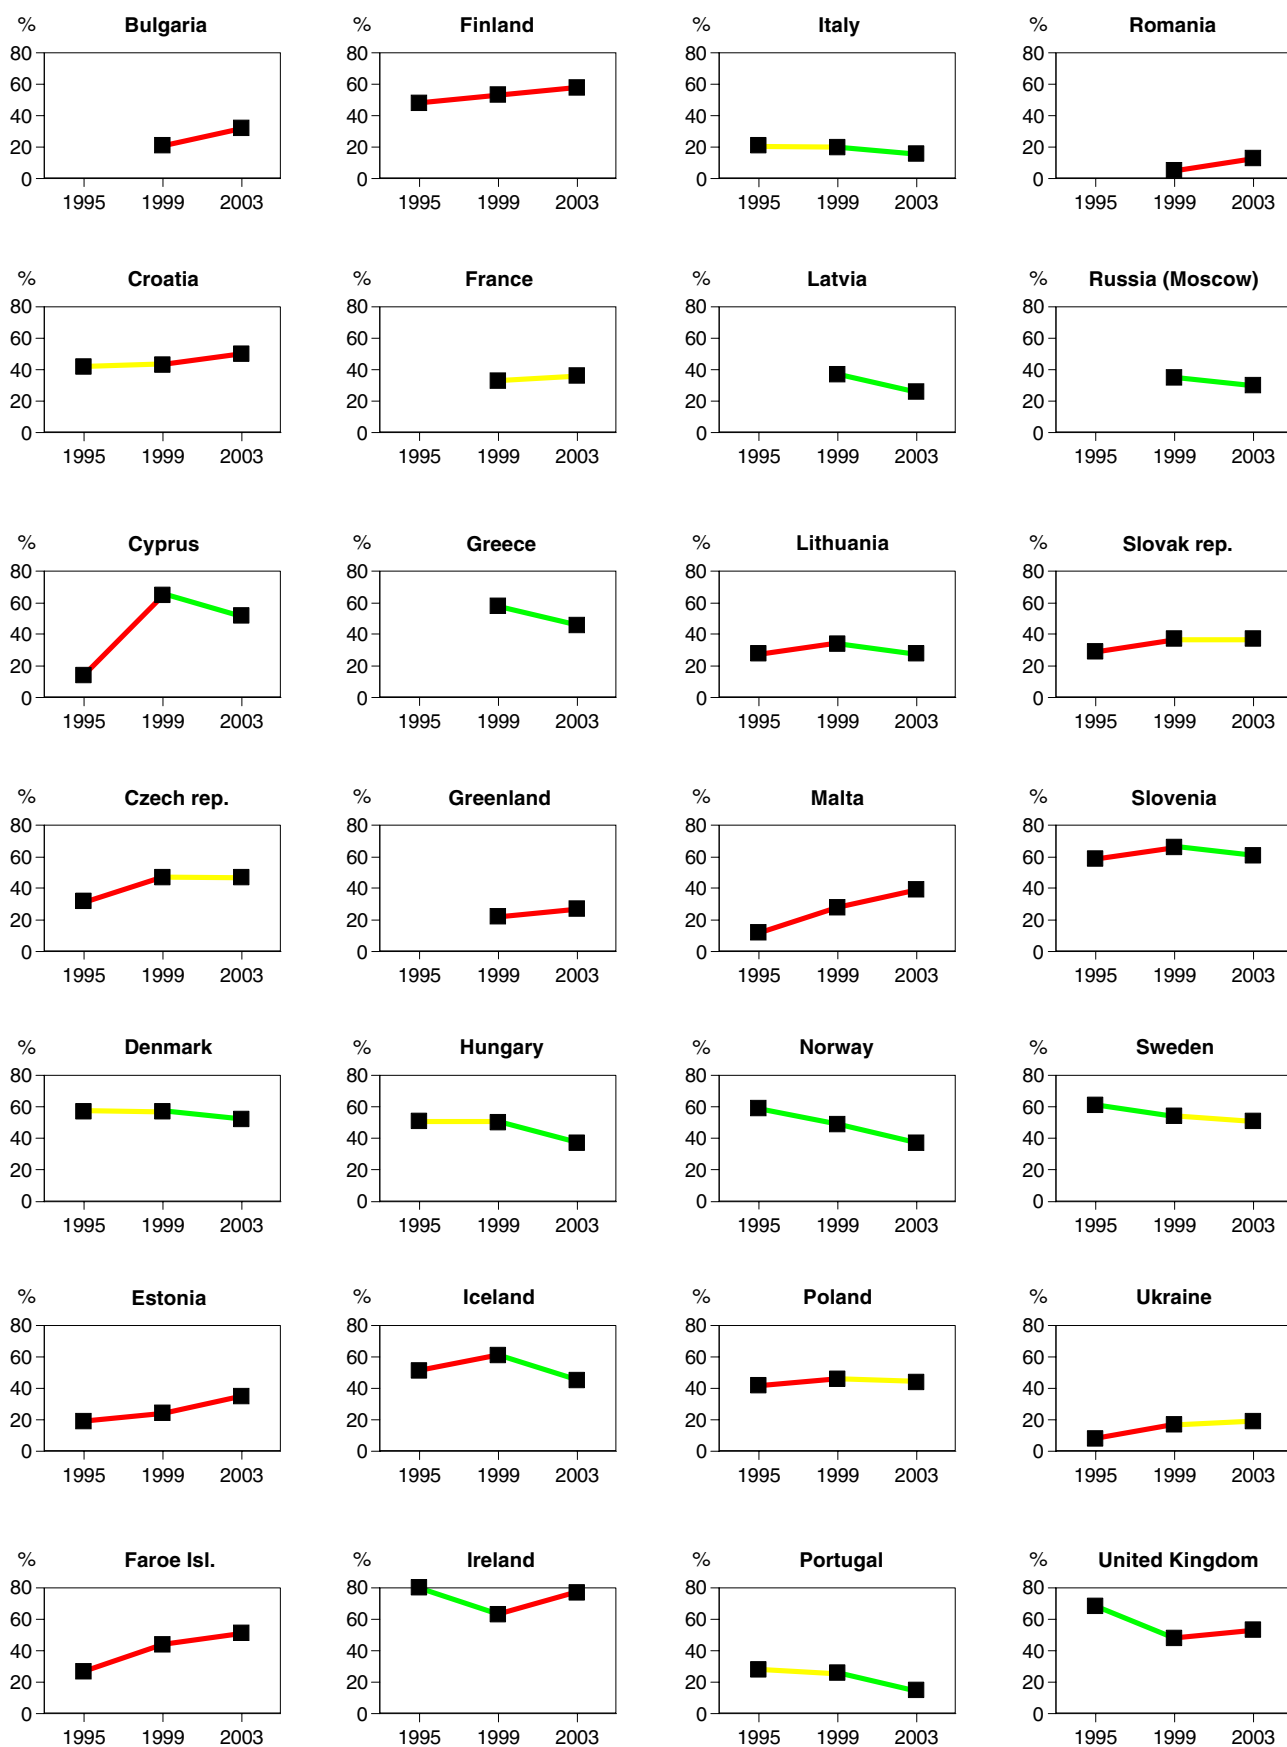 % Bulgaria % Finland % Italy % Romania
80 80 80 80
60 60 60 60
40 40 40 40
20 20 20 20
0 0 0 0
1995 1999 2003 1995 1999 2003 1995 1999 2003 1995 1999 2003
% Croatia % France % Latvia % Russia (Moscow)
80 80 80 80
60 60 60 60
40 40 40 40
20 20 20 20
0 0 0 0
1995 1999 2003 1995 1999 2003 1995 1999 2003 1995 1999 2003
% Cyprus % Greece % Lithuania % Slovak rep.
80 80 80 80
60 60 60 60
40 40 40 40
20 20 20 20
0 0 0 0
1995 1999 2003 1995 1999 2003 1995 1999 2003 1995 1999 2003
% Czech rep. % Greenland % Malta % Slovenia
80 80 80 80
60 60 60 60
40 40 40 40
20 20 20 20
0 0 0 0
1995 1999 2003 1995 1999 2003 1995 1999 2003 1995 1999 2003
% Denmark % Hungary % Norway % Sweden
80 80 80 80
60 60 60 60
40 40 40 40
20 20 20 20
0 0 0 0
1995 1999 2003 1995 1999 2003 1995 1999 2003 1995 1999 2003
% Estonia % Iceland % Poland % Ukraine
80 80 80 80
60 60 60 60
40 40 40 40
20 20 20 20
0 0 0 0
1995 1999 2003 1995 1999 2003 1995 1999 2003 1995 1999 2003
% Faroe Isl. % Ireland % Portugal % United Kingdom
80 80 80 80
60 60 60 60
40 40 40 40
20 20 20 20
0 0 0 0
1995 1999 2003 1995 1999 2003 1995 1999 2003 1995 1999 2003